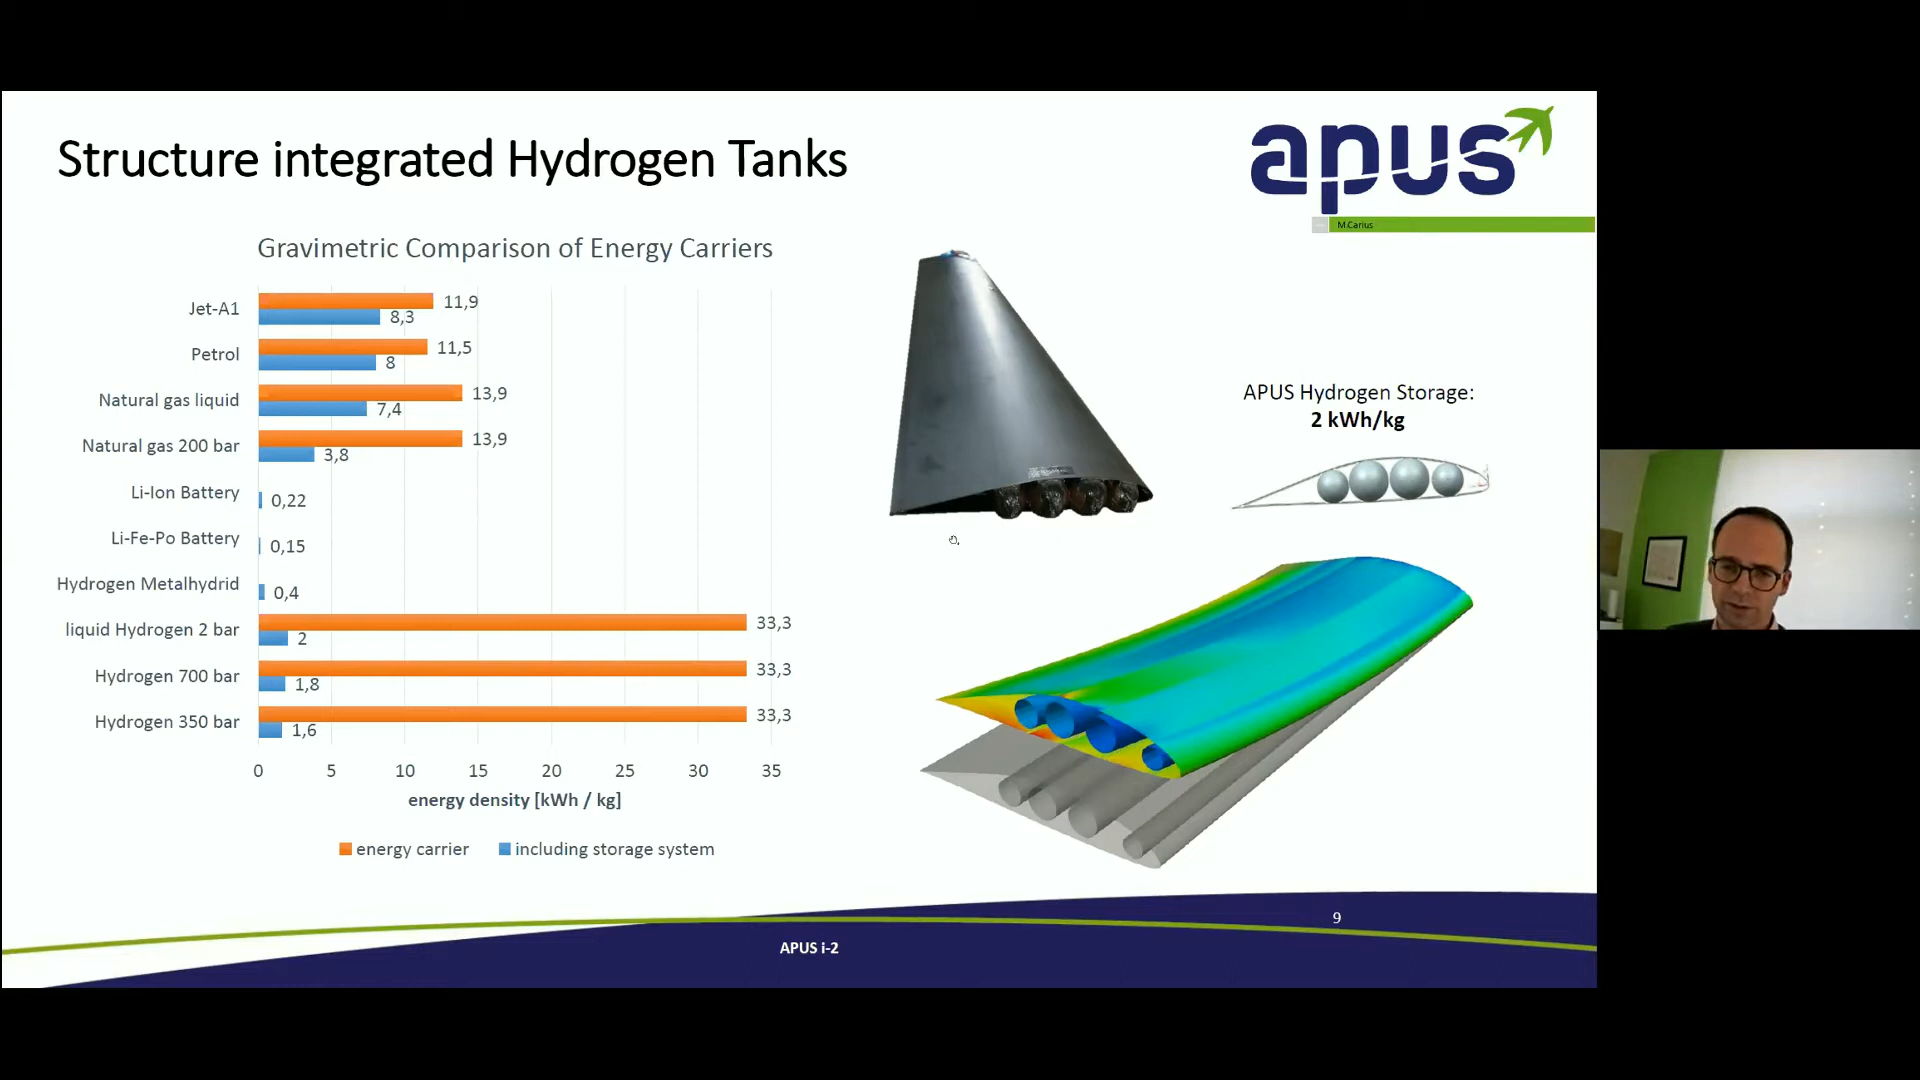 Structure integrated Hydrogen Tanks
apus
M.Carius
Gravimetric Comparison of Energy Carriers
Jet-A1
11,9
8,3
Petrol
11,5
8
Natural gas liquid
13,9
7,4
Natural gas 200 bar
13,9
3,8
Li-Ion Battery
0,22
Li-Fe-Po Battery
0,15
Hydrogen Metalhydrid
0,4
liquid Hydrogen 2 bar
33,3
2
Hydrogen 700 bar
33,3
1,8
Hydrogen 350 bar
33,3
1,6
0 5 10 15 20 25 30 35
energy density [kWh / kg]
energy carrier including storage system
APUS Hydrogen Storage:
2 kWh/kg
9
APUS i-2